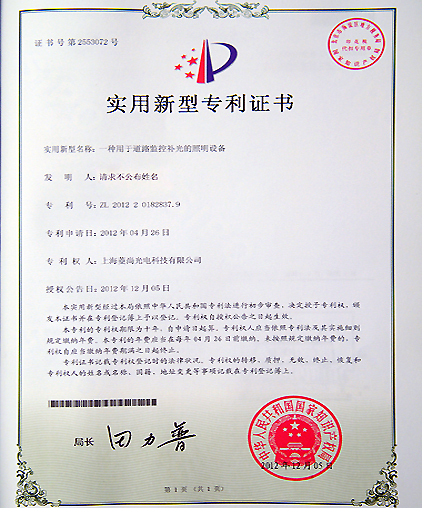 证书号第2553072号
实用新型专利证书
实用新型名称：一种用于道路监控补光的照明设备
发 明 人：请求不公布姓名
专 利 号：ZL 2012 2 0182837.9
专利申请日：2012年04月26日
专 利 权 人：上海菱尚光电科技有限公司
授权公告日：2012年12月05日
本实用新型经过本局依照中华人民共和国专利法进行初步审查，决定授予专利权，颁
发本证书并在专利登记簿上予以登记。专利权自授权公告之日起生效。
本专利的专利权期限为十年，自申请日起算。专利权人应当依照专利法及其实施细则
规定缴纳年费。本专利的年费应当在每年04月26日前缴纳。未按照规定缴纳年费的，专
利权自应当缴纳年费期满之日起终止。
专利证书记载专利权登记时的法律状况。专利权的转移、质押、无效、终止、恢复和
专利权人的姓名或名称、国籍、地址变更等事项记载在专利登记簿上。
局长 田力普
中华人民共和国国家知识产权局
2012年12月05日
第1页（共1页）